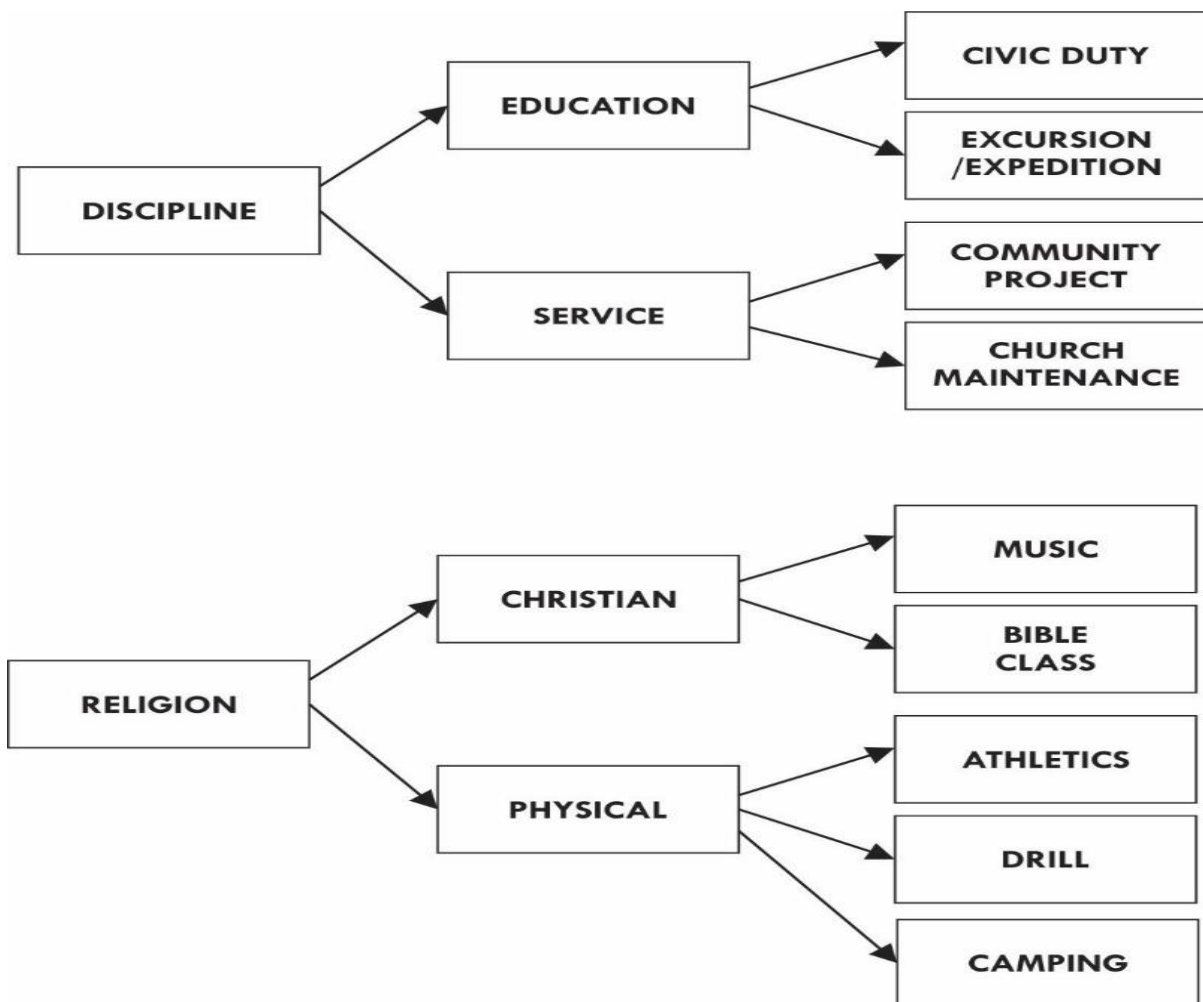 CIVIC DUTY
EDUCATION
EXCURSION
/EXPEDITION
DISCIPLINE
COMMUNITY
PROJECT
SERVICE
CHURCH
MAINTENANCE
MUSIC
CHRISTIAN
BIBLE
CLASS
RELIGION
ATHLETICS
PHYSICAL
DRILL
CAMPING